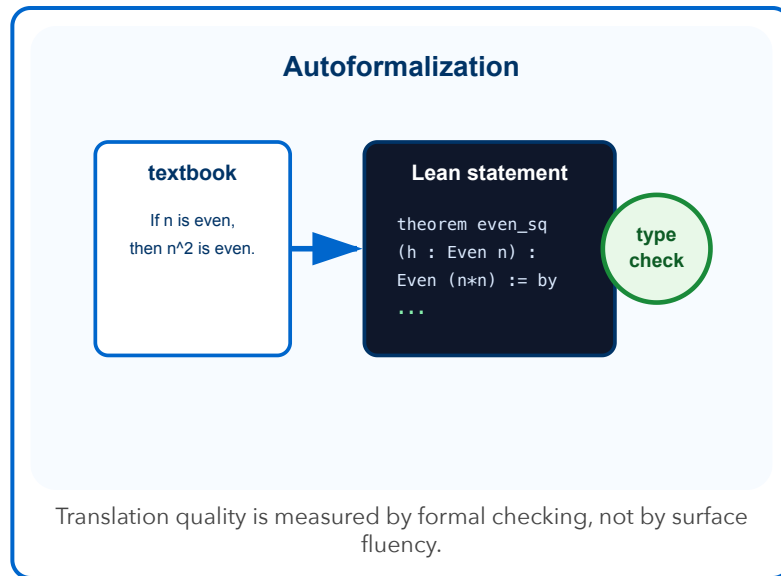 Autoformalization
textbook
If n is even,
then n^2 is even.
Lean statement
theorem even_sq
(h : Even n) :
Even (n*n) := by
...
type
check
Translation quality is measured by formal checking, not by surface
fluency.